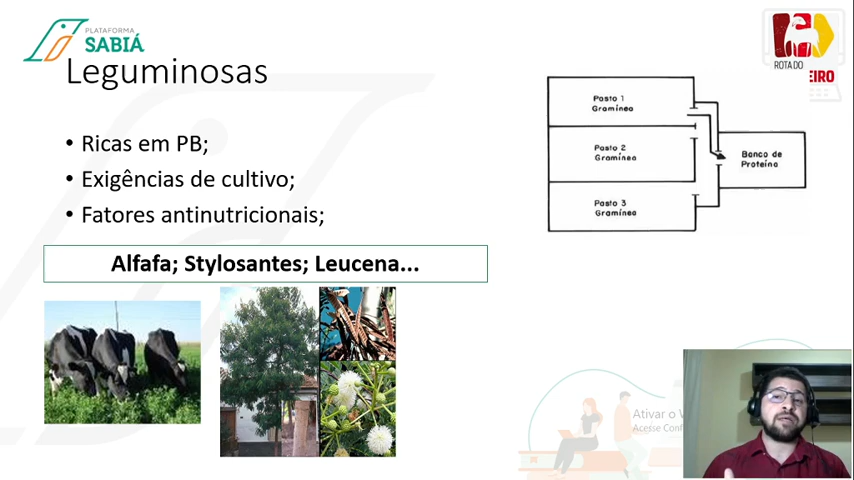 PLATAFORMA
SABIÁ
Leguminosas
• Ricas em PB;
• Exigências de cultivo;
• Fatores antinutricionais;
Alfafa; Stylosantes; Leucena...
Pasto 1
Gramínea
Pasto 2
Gramínea
Pasto 3
Gramínea
Banco de
Proteína
ROTA DO
EIRO
Ativar o
Acesse Conf